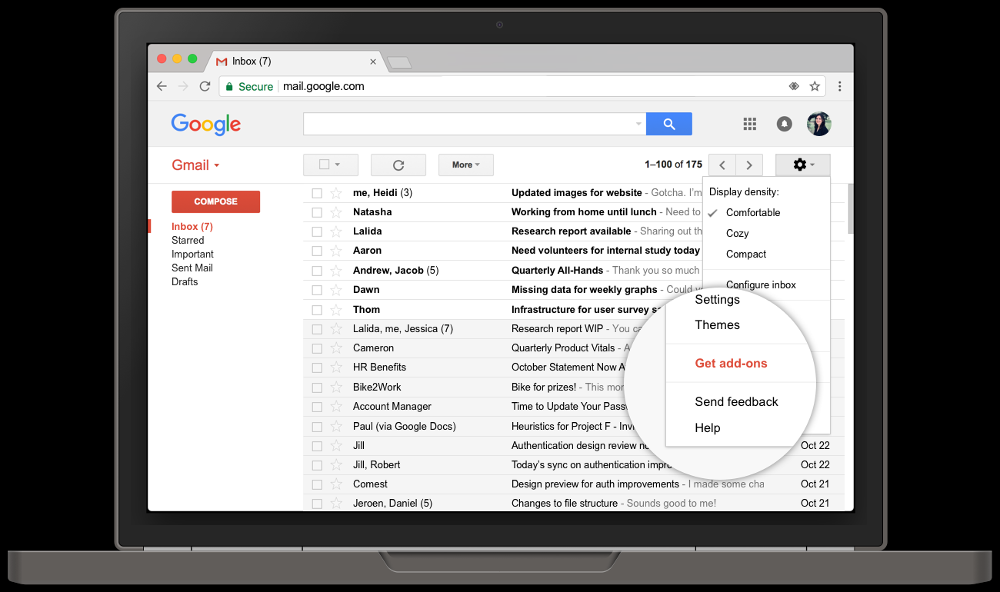 Inbox (7)
Secure mail.google.com
Google
Gmail More 1–100 of 175
COMPOSE
Inbox (7)
Starred
Important
Sent Mail
Drafts
me, Heidi (3) Updated images for website - Gotcha. I'm
Natasha Working from home until lunch - Need to
Lalida Research report available - Sharing out th
Aaron Need volunteers for internal study today
Andrew, Jacob (5) Quarterly All-Hands - Thank you so much
Dawn Missing data for weekly graphs - Could
Thom Infrastructure for user survey
Lalida, me, Jessica (7) Research report WIP - You ca
Cameron Quarterly Product Vitals - A
HR Benefits October Statement Now A
Bike2Work Bike for prizes! - This mor
Account Manager Time to Update Your Pass
Paul (via Google Docs) Heuristics for Project F - Inv
Jill Authentication design review Oct 22
Jill, Robert Today's sync on authentication impro Oct 22
Comest Design preview for auth improvements - I made some cha Oct 21
Jeroen, Daniel (5) Changes to file structure - Sounds good to me! Oct 21
Display density:
Comfortable
Cozy
Compact
Configure inbox
Settings
Themes
Get add-ons
Send feedback
Help